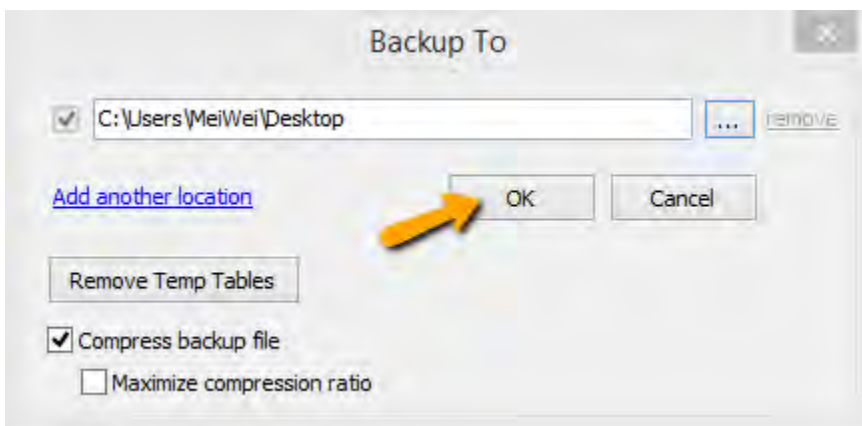 Backup To
C:\Users\MeiWei\Desktop
... remove
Add another location
OK
Cancel
Remove Temp Tables
Compress backup file
Maximize compression ratio